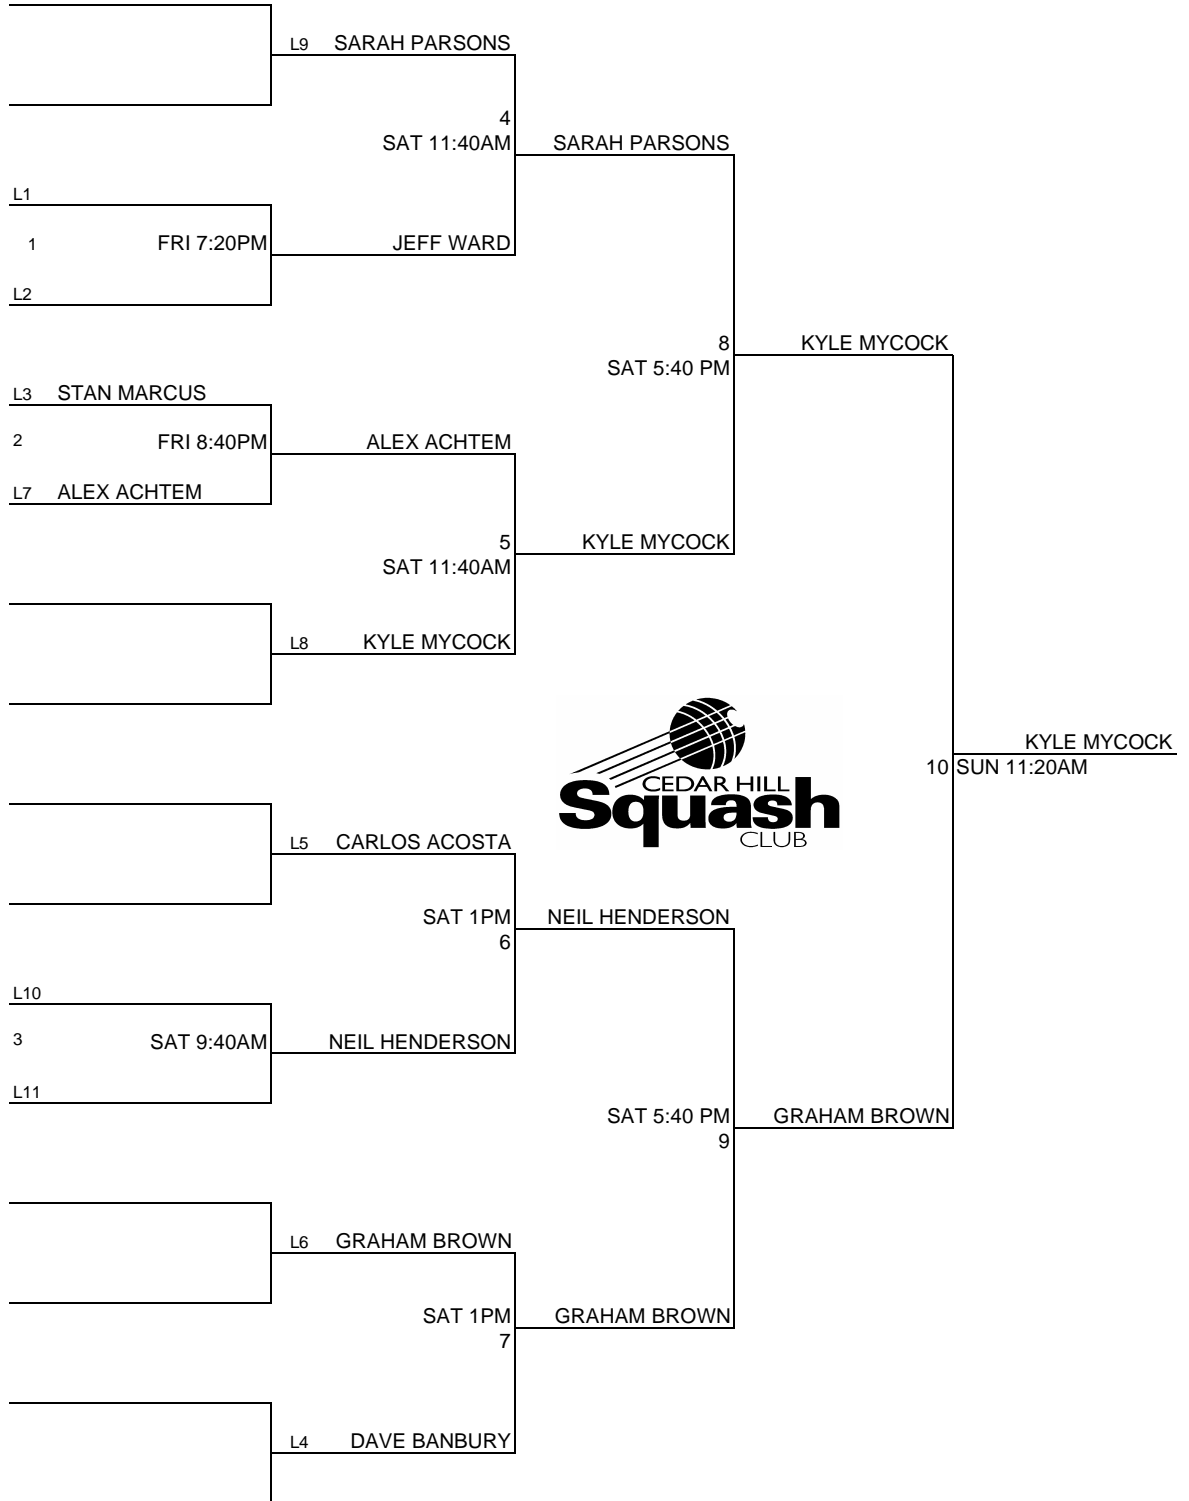 L9 SARAH PARSONS
4
SAT 11:40AM SARAH PARSONS
L1
1 FRI 7:20PM JEFF WARD
L2
8 KYLE MYCOCK
SAT 5:40 PM
L3 STAN MARCUS
2 FRI 8:40PM ALEX ACHTEM
L7 ALEX ACHTEM
5 KYLE MYCOCK
SAT 11:40AM
L8 KYLE MYCOCK
KYLE MYCOCK
10 SUN 11:20AM
CEDAR HILL
Squash
CLUB
L5 CARLOS ACOSTA
SAT 1PM NEIL HENDERSON
6
L10
3 SAT 9:40AM NEIL HENDERSON
L11
SAT 5:40 PM GRAHAM BROWN
9
L6 GRAHAM BROWN
SAT 1PM GRAHAM BROWN
7
L4 DAVE BANBURY